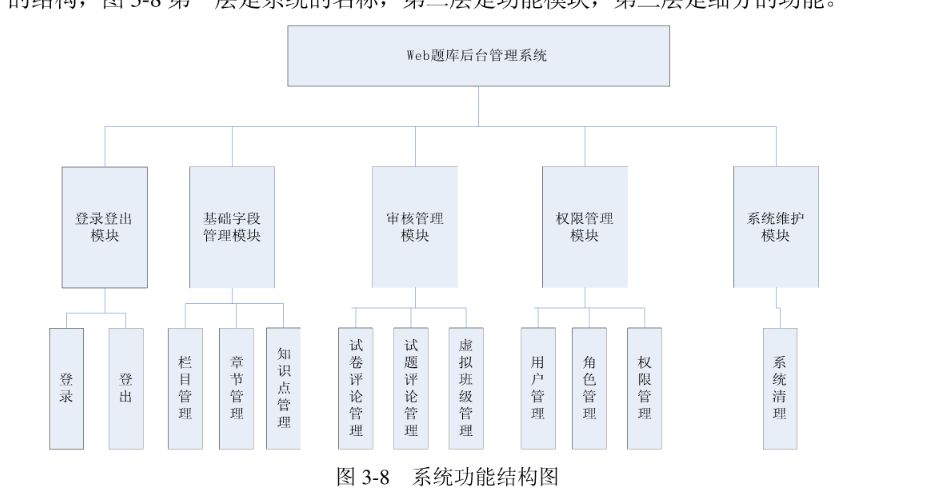 的结构，图 3-8 第一层是系统的名称，第二层是功能模块，第三层是细分的功能。
Web题库后台管理系统
登录登出
模块
基础字段
管理模块
审核管理
模块
权限管理
模块
系统维护
模块
登录
登出
栏目管理
章节管理
知识点管理
试卷评论管理
试题评论管理
虚拟班级管理
用户管理
角色管理
权限管理
系统清理
图 3-8 系统功能结构图